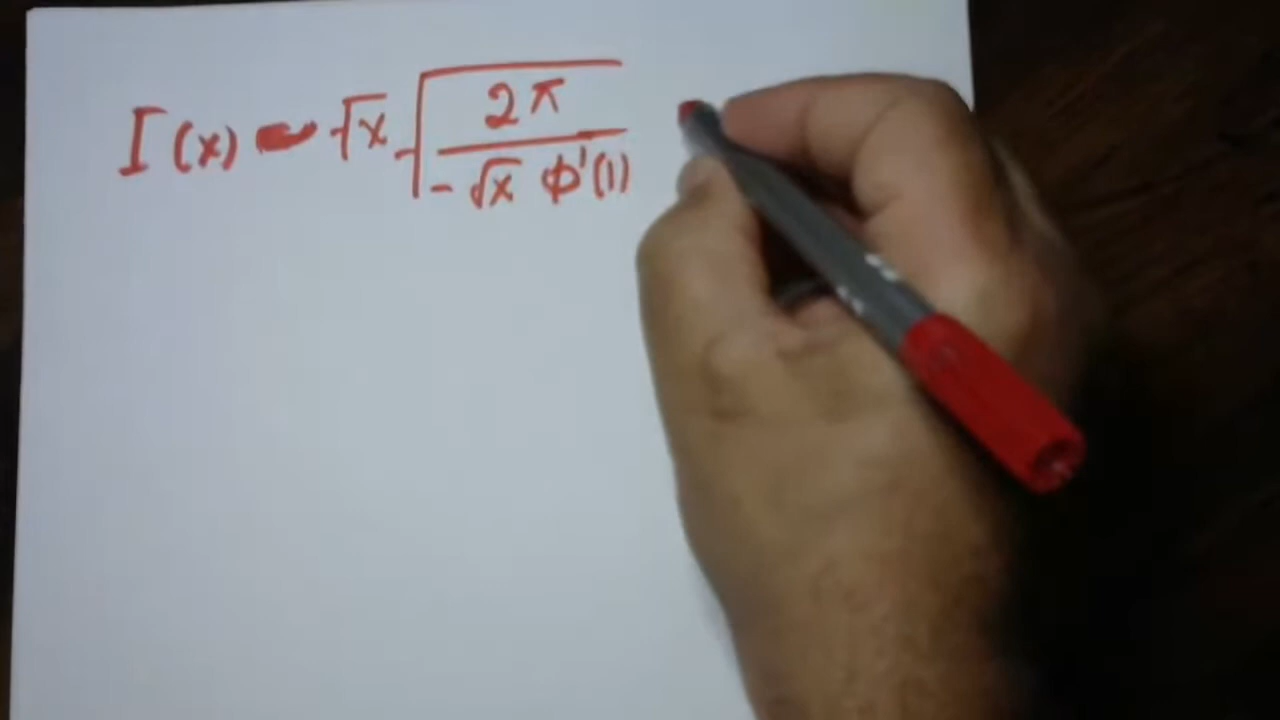 I(x) ~ √x √(2π / -√x ϕ'(1))